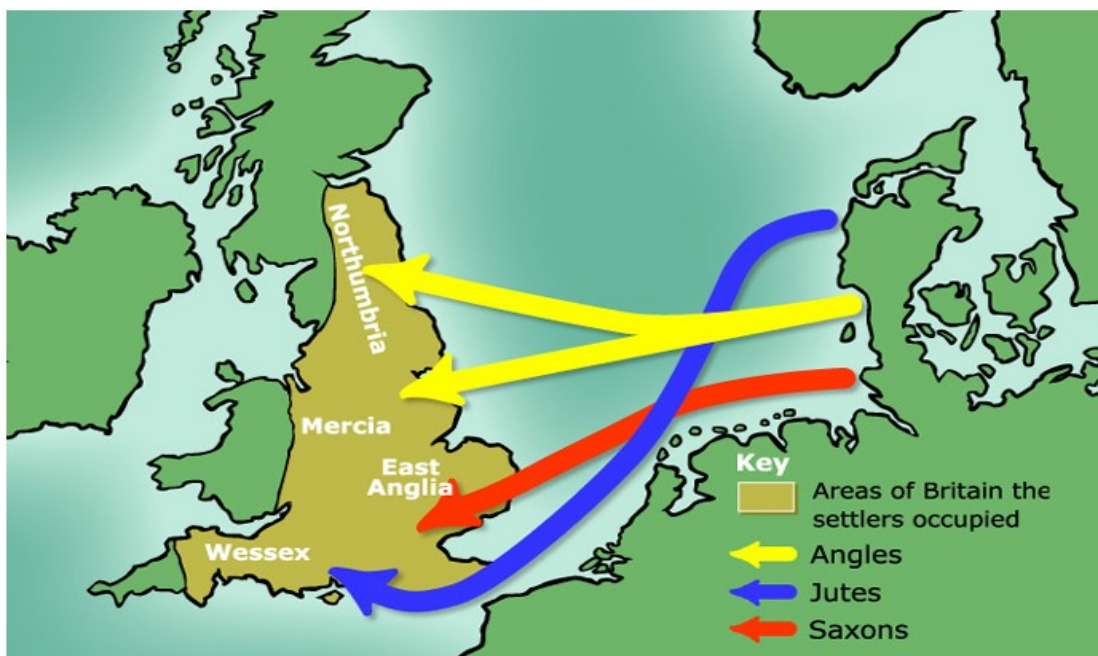 Northumbria
Mercia
East
Anglia
Wessex
Key
Areas of Britain the
settlers occupied
Angles
Jutes
Saxons